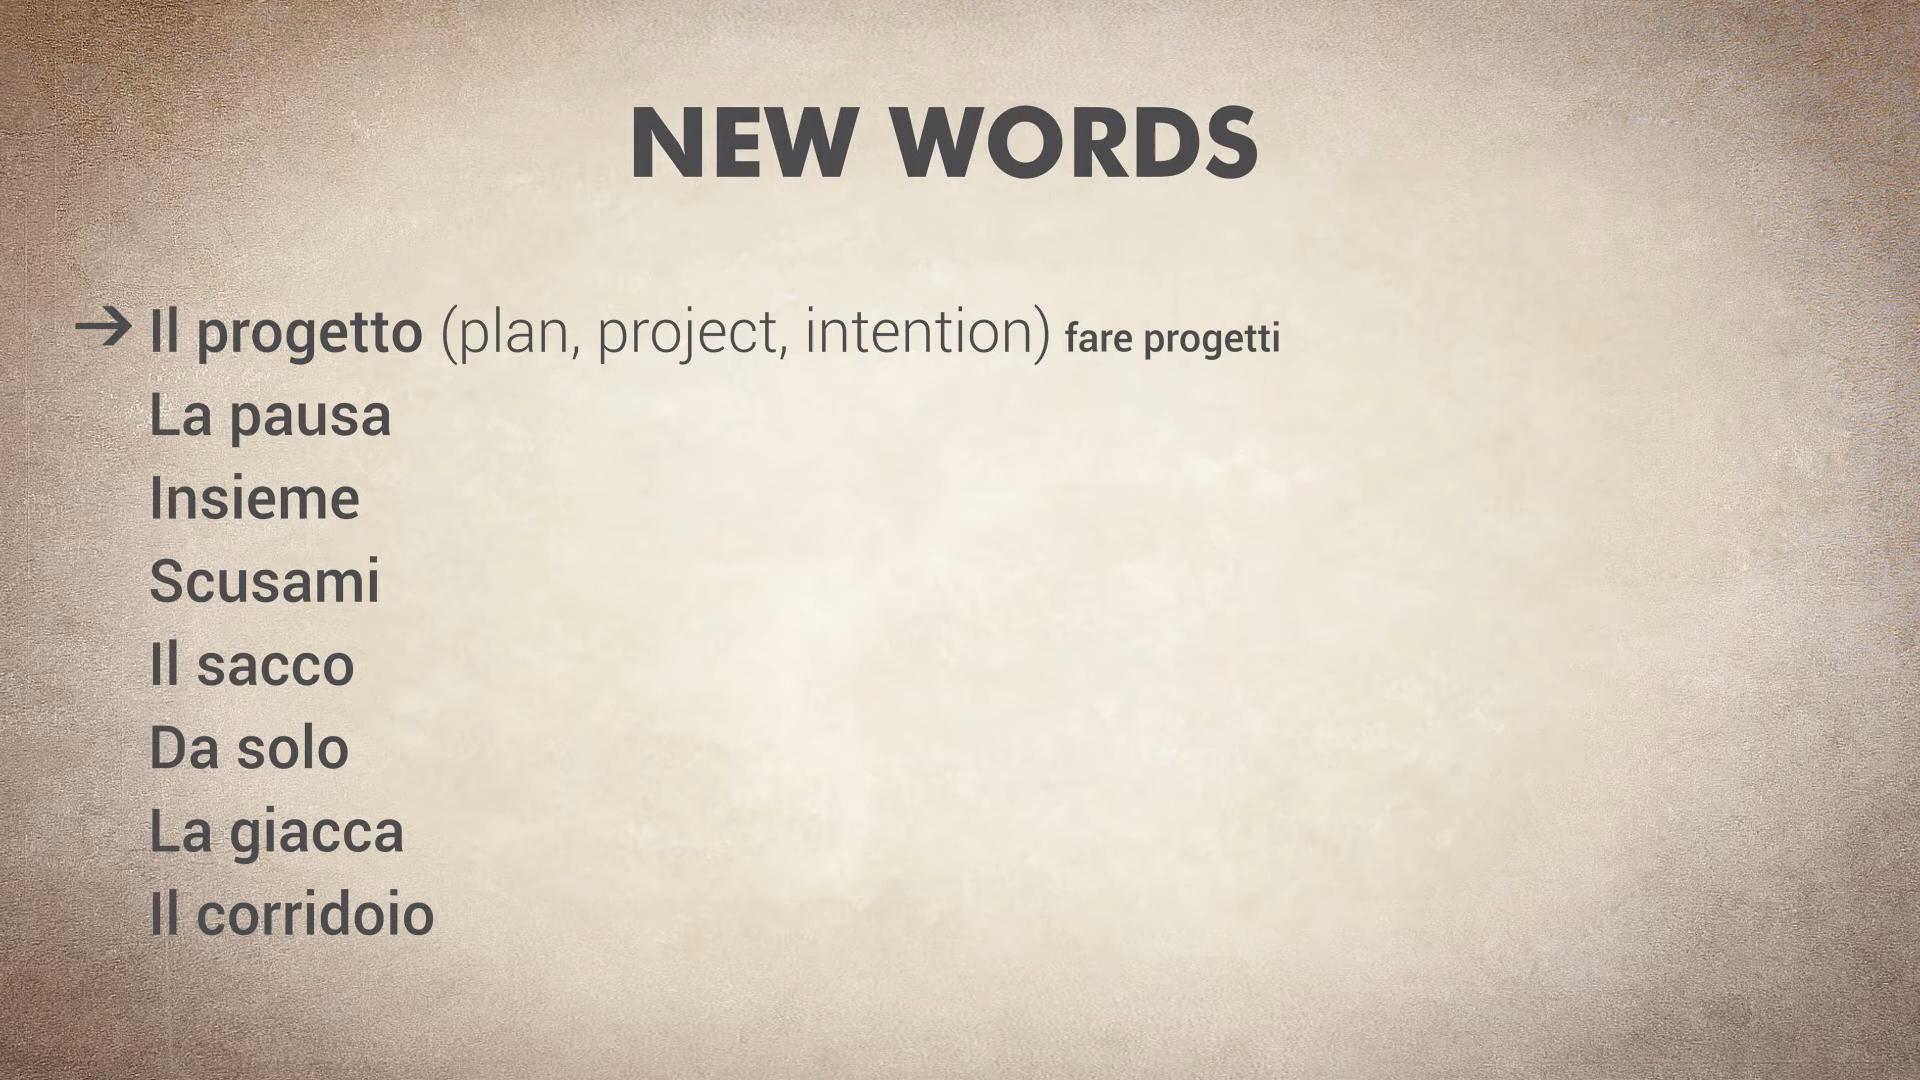 NEW WORDS
→ Il progetto (plan, project, intention) fare progetti
La pausa
Insieme
Scusami
Il sacco
Da solo
La giacca
Il corridoio